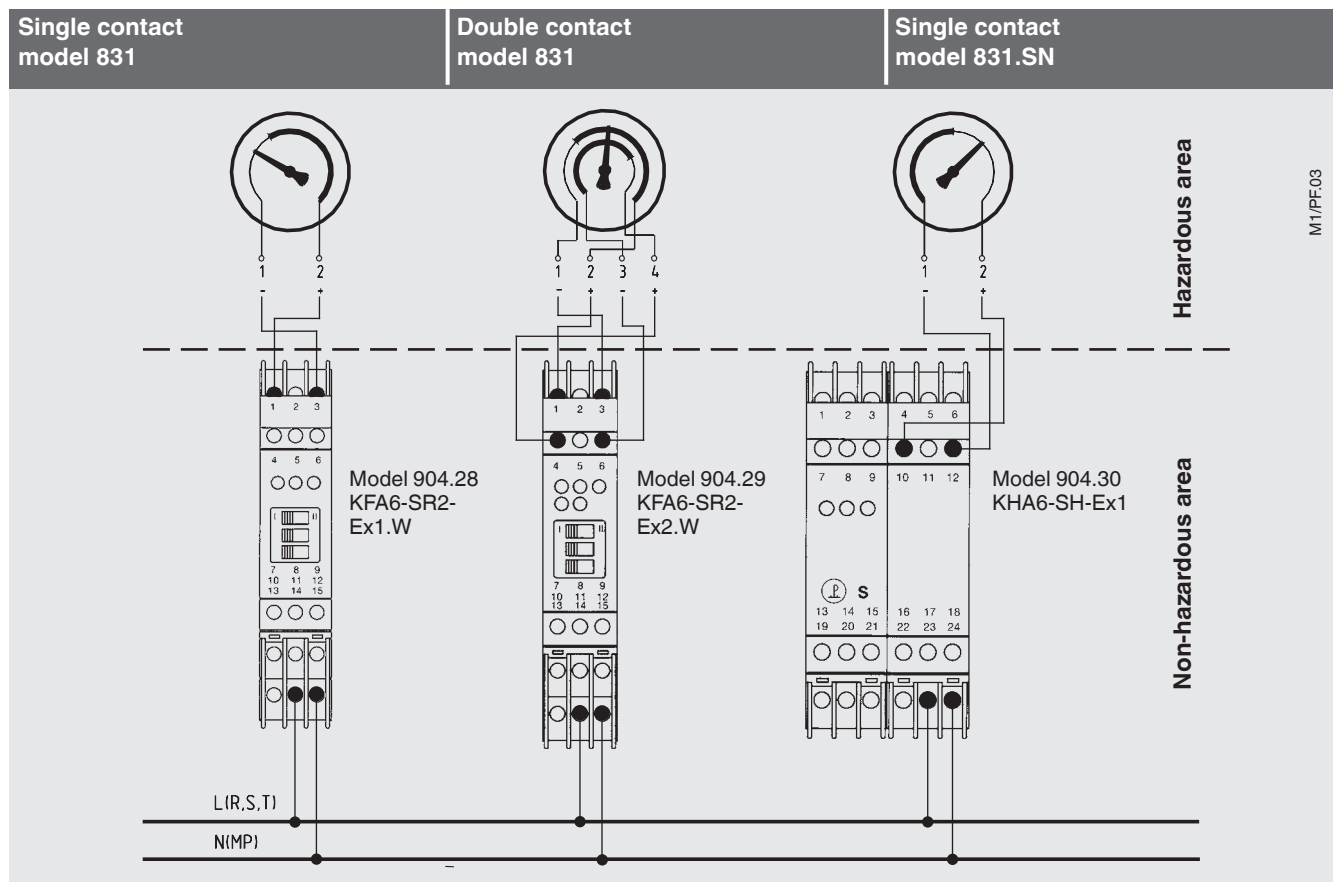 Single contact
model 831
Double contact
model 831
Single contact
model 831.SN
Hazardous area
M1/PF.03
1 2
- +
1 2 3 4
- + - +
1 2
- +
1 2 3
4 5 6
I II
7 8 9
10 11 12
13 14 15
Model 904.28
KFA6-SR2-
Ex1.W
1 2 3
4 5 6
I II
7 8 9
10 11 12
13 14 15
Model 904.29
KFA6-SR2-
Ex2.W
1 2 3 4 5 6
7 8 9 10 11 12
S
13 14 15 16 17 18
19 20 21 22 23 24
Model 904.30
KHA6-SH-Ex1
Non-hazardous area
L(R,S,T)
N(MP)